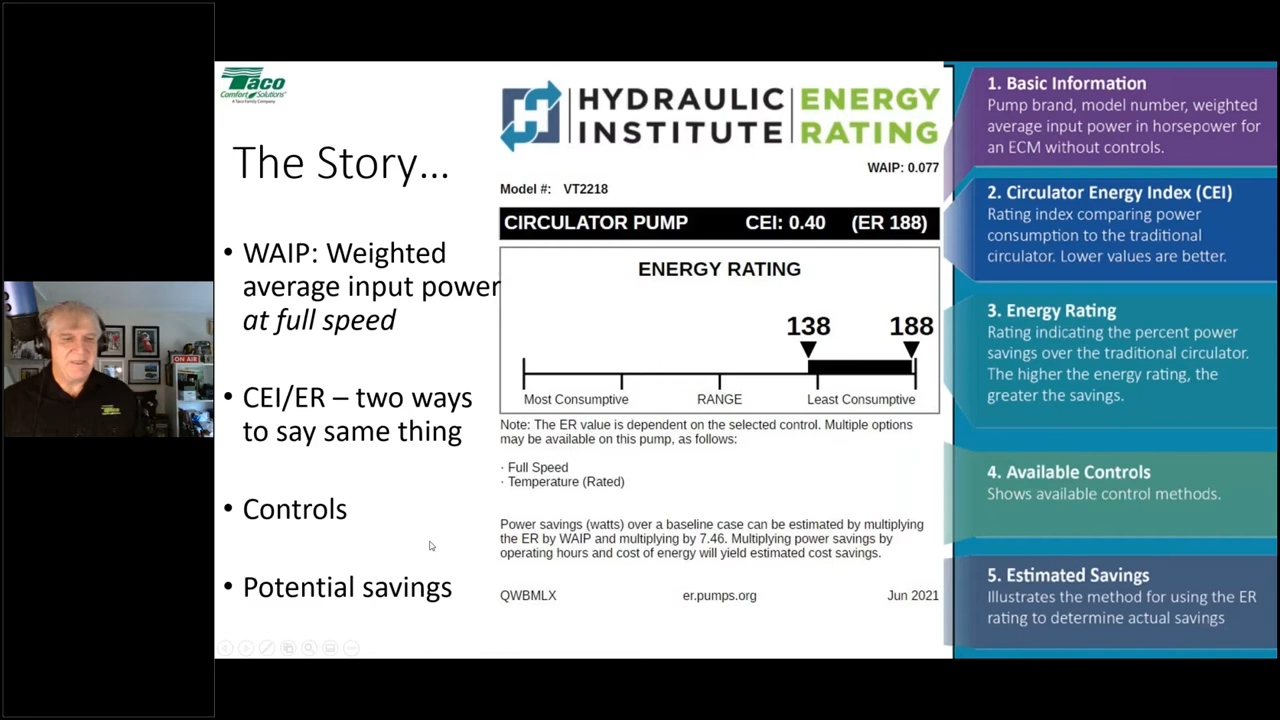 Taco
Comfort Solutions
A Taco Family Company
The Story...
• WAIP: Weighted
average input power
at full speed
• CEI/ER – two ways
to say same thing
• Controls
• Potential savings
HYDRAULIC
INSTITUTE
ENERGY
RATING
WAIP: 0.077
Model #: VT2218
CIRCULATOR PUMP CEI: 0.40 (ER 188)
ENERGY RATING
138 188
Most Consumptive RANGE Least Consumptive
Note: The ER value is dependent on the selected control. Multiple options
may be available on this pump, as follows:
· Full Speed
· Temperature (Rated)
Power savings (watts) over a baseline case can be estimated by multiplying
the ER by WAIP and multiplying by 7.46. Multiplying power savings by
operating hours and cost of energy will yield estimated cost savings.
QWBMLX er.pumps.org Jun 2021
1. Basic Information
Pump brand, model number, weighted
average input power in horsepower for
an ECM without controls.
2. Circulator Energy Index (CEI)
Rating index comparing power
consumption to the traditional
circulator. Lower values are better.
3. Energy Rating
Rating indicating the percent power
savings over the traditional circulator.
The higher the energy rating, the
greater the savings.
4. Available Controls
Shows available control methods.
5. Estimated Savings
Illustrates the method for using the ER
rating to determine actual savings
ON AIR
Taco